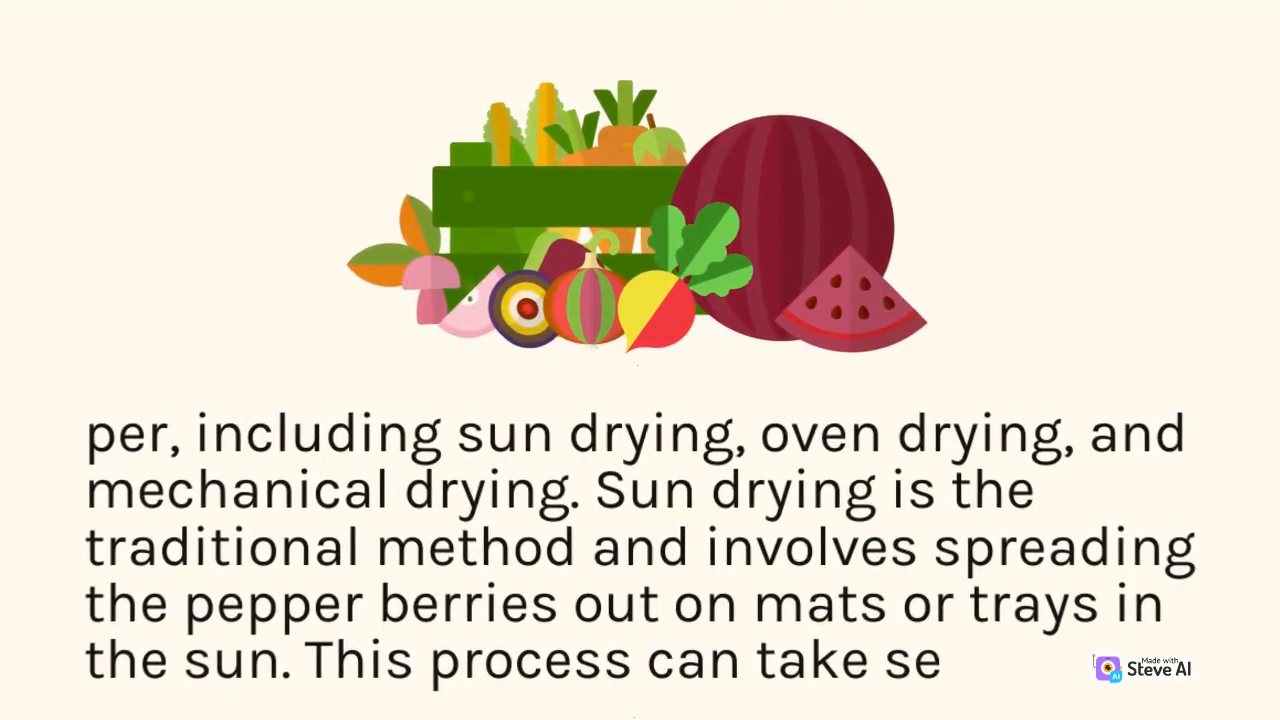 per, including sun drying, oven drying, and
mechanical drying. Sun drying is the
traditional method and involves spreading
the pepper berries out on mats or trays in
the sun. This process can take se
Made with
Steve AI
AI